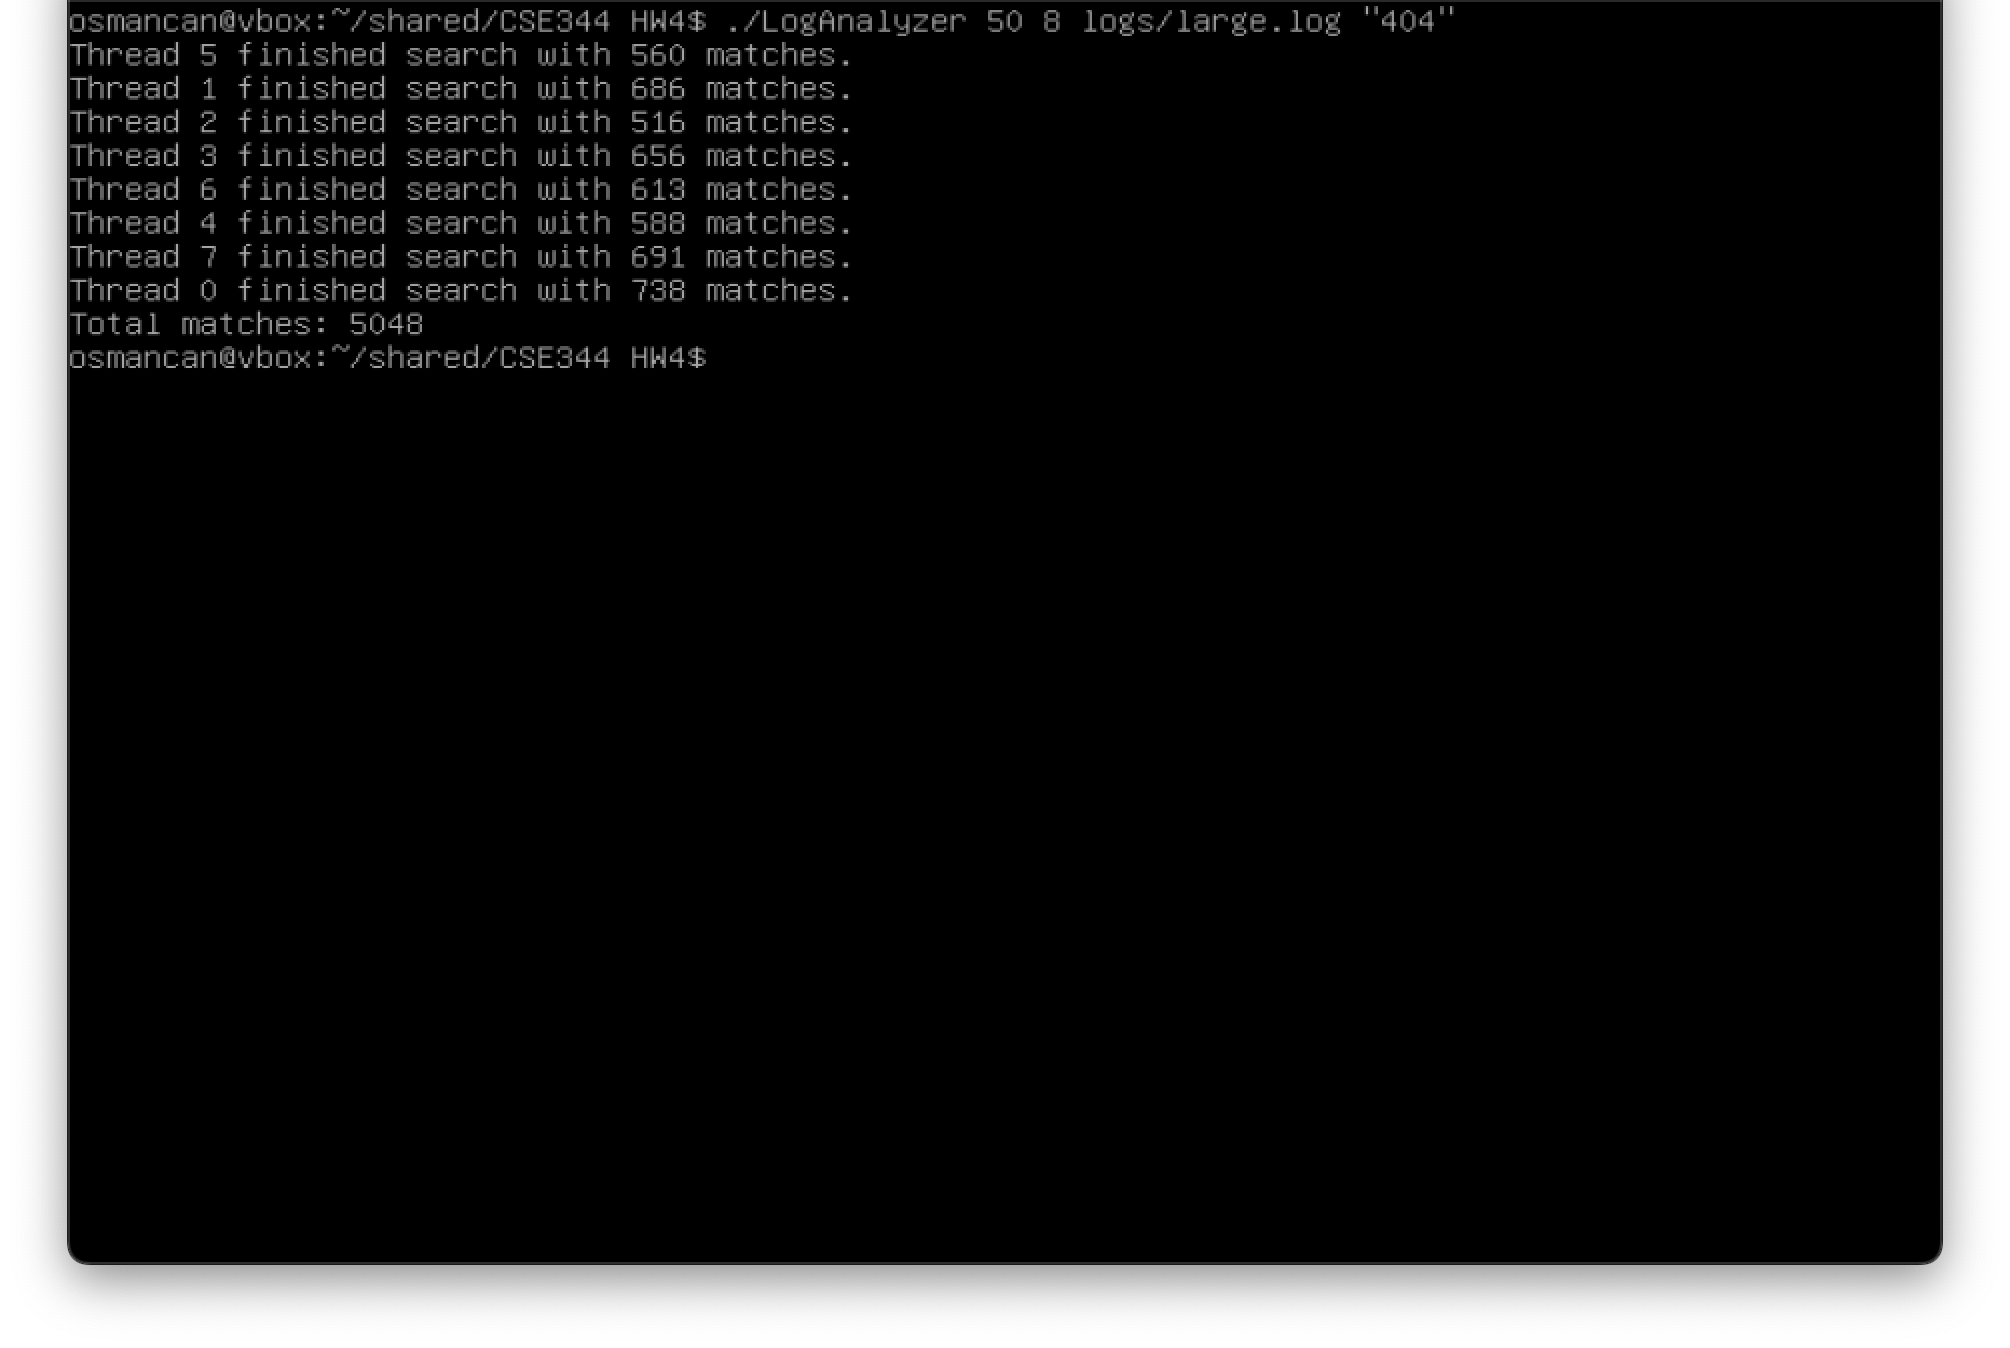 osmancan@vbox:~/shared/CSE344 HW4$ ./LogAnalyzer 50 8 logs/large.log "404"
Thread 5 finished search with 560 matches.
Thread 1 finished search with 686 matches.
Thread 2 finished search with 516 matches.
Thread 3 finished search with 656 matches.
Thread 6 finished search with 613 matches.
Thread 4 finished search with 588 matches.
Thread 7 finished search with 691 matches.
Thread 0 finished search with 738 matches.
Total matches: 5048
osmancan@vbox:~/shared/CSE344 HW4$